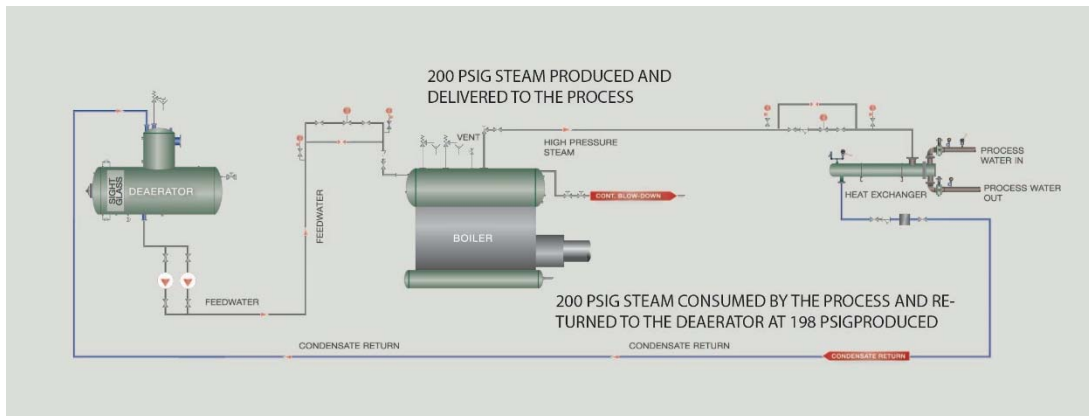 200 PSIG STEAM PRODUCED AND
DELIVERED TO THE PROCESS
VENT
HIGH PRESSURE
STEAM
PROCESS
WATER IN
SIGHT
GLASS
DEAERATOR
HEAT EXCHANGER
PROCESS WATER
OUT
CONT. BLOW-DOWN
FEEDWATER
BOILER
FEEDWATER
200 PSIG STEAM CONSUMED BY THE PROCESS AND RE-
TURNED TO THE DEAERATOR AT 198 PSIGPRODUCED
CONDENSATE RETURN
CONDENSATE RETURN
CONDENSATE RETURN